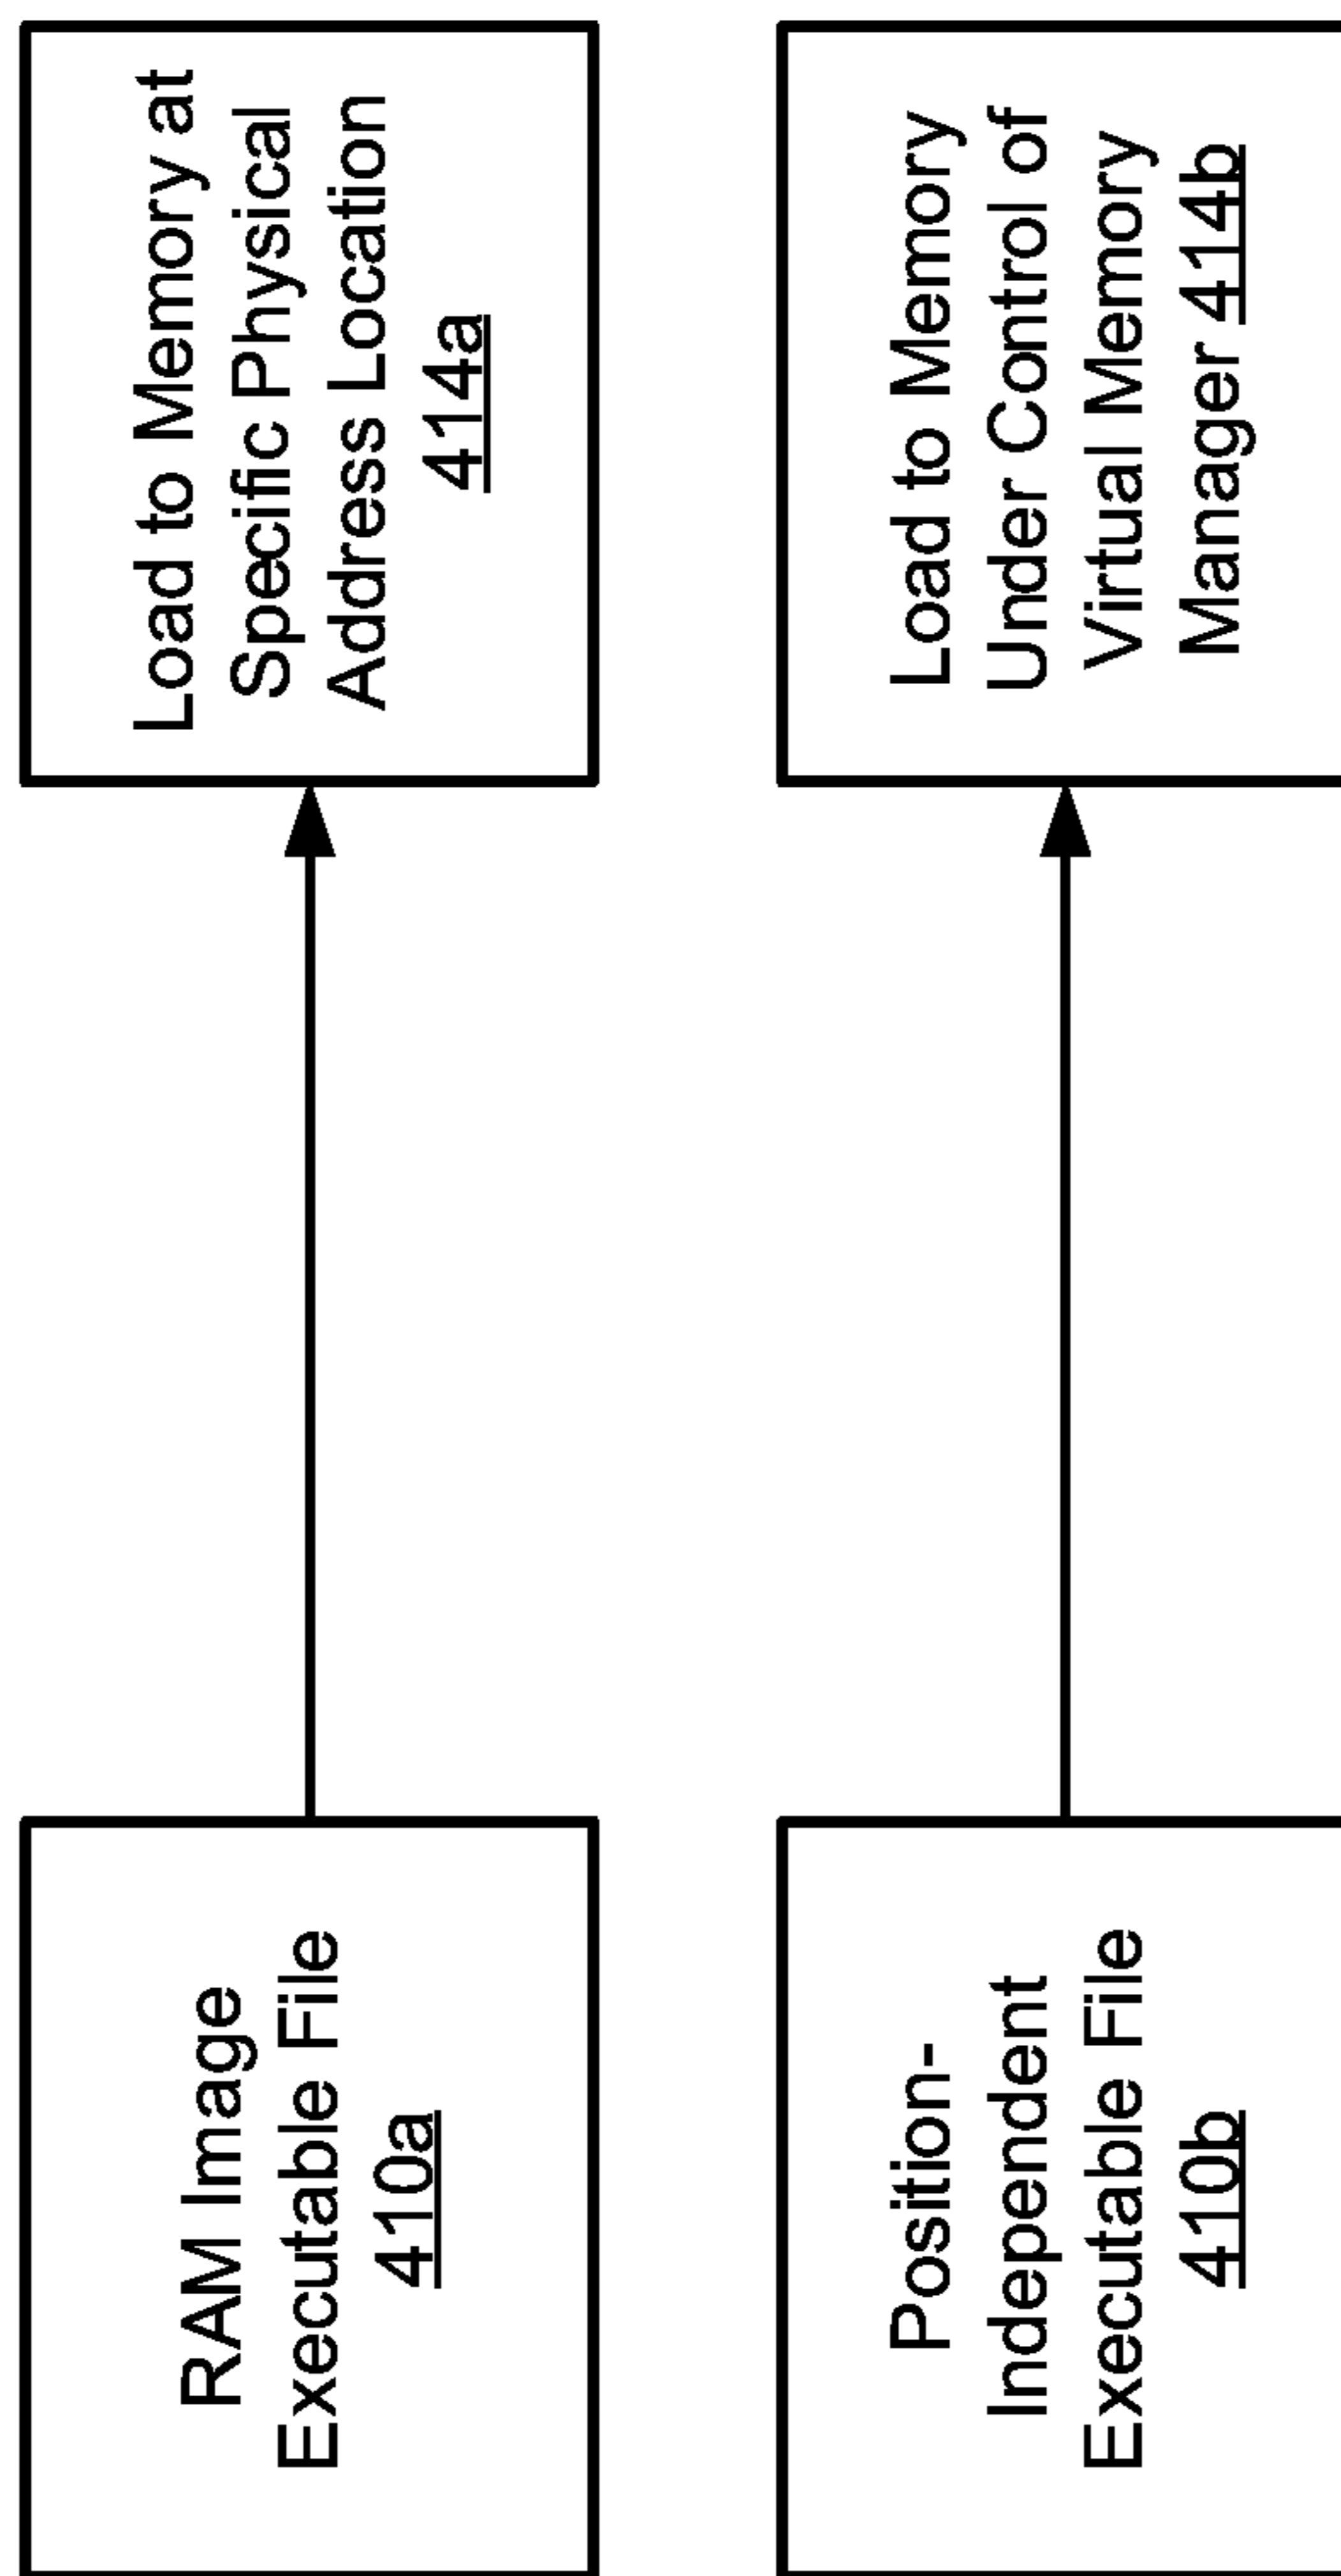 RAM Image
Executable File
410a
Load to Memory at
Specific Physical
Address Location
414a
Position-
Independent
Executable File
410b
Load to Memory
Under Control of
Virtual Memory
Manager 414b